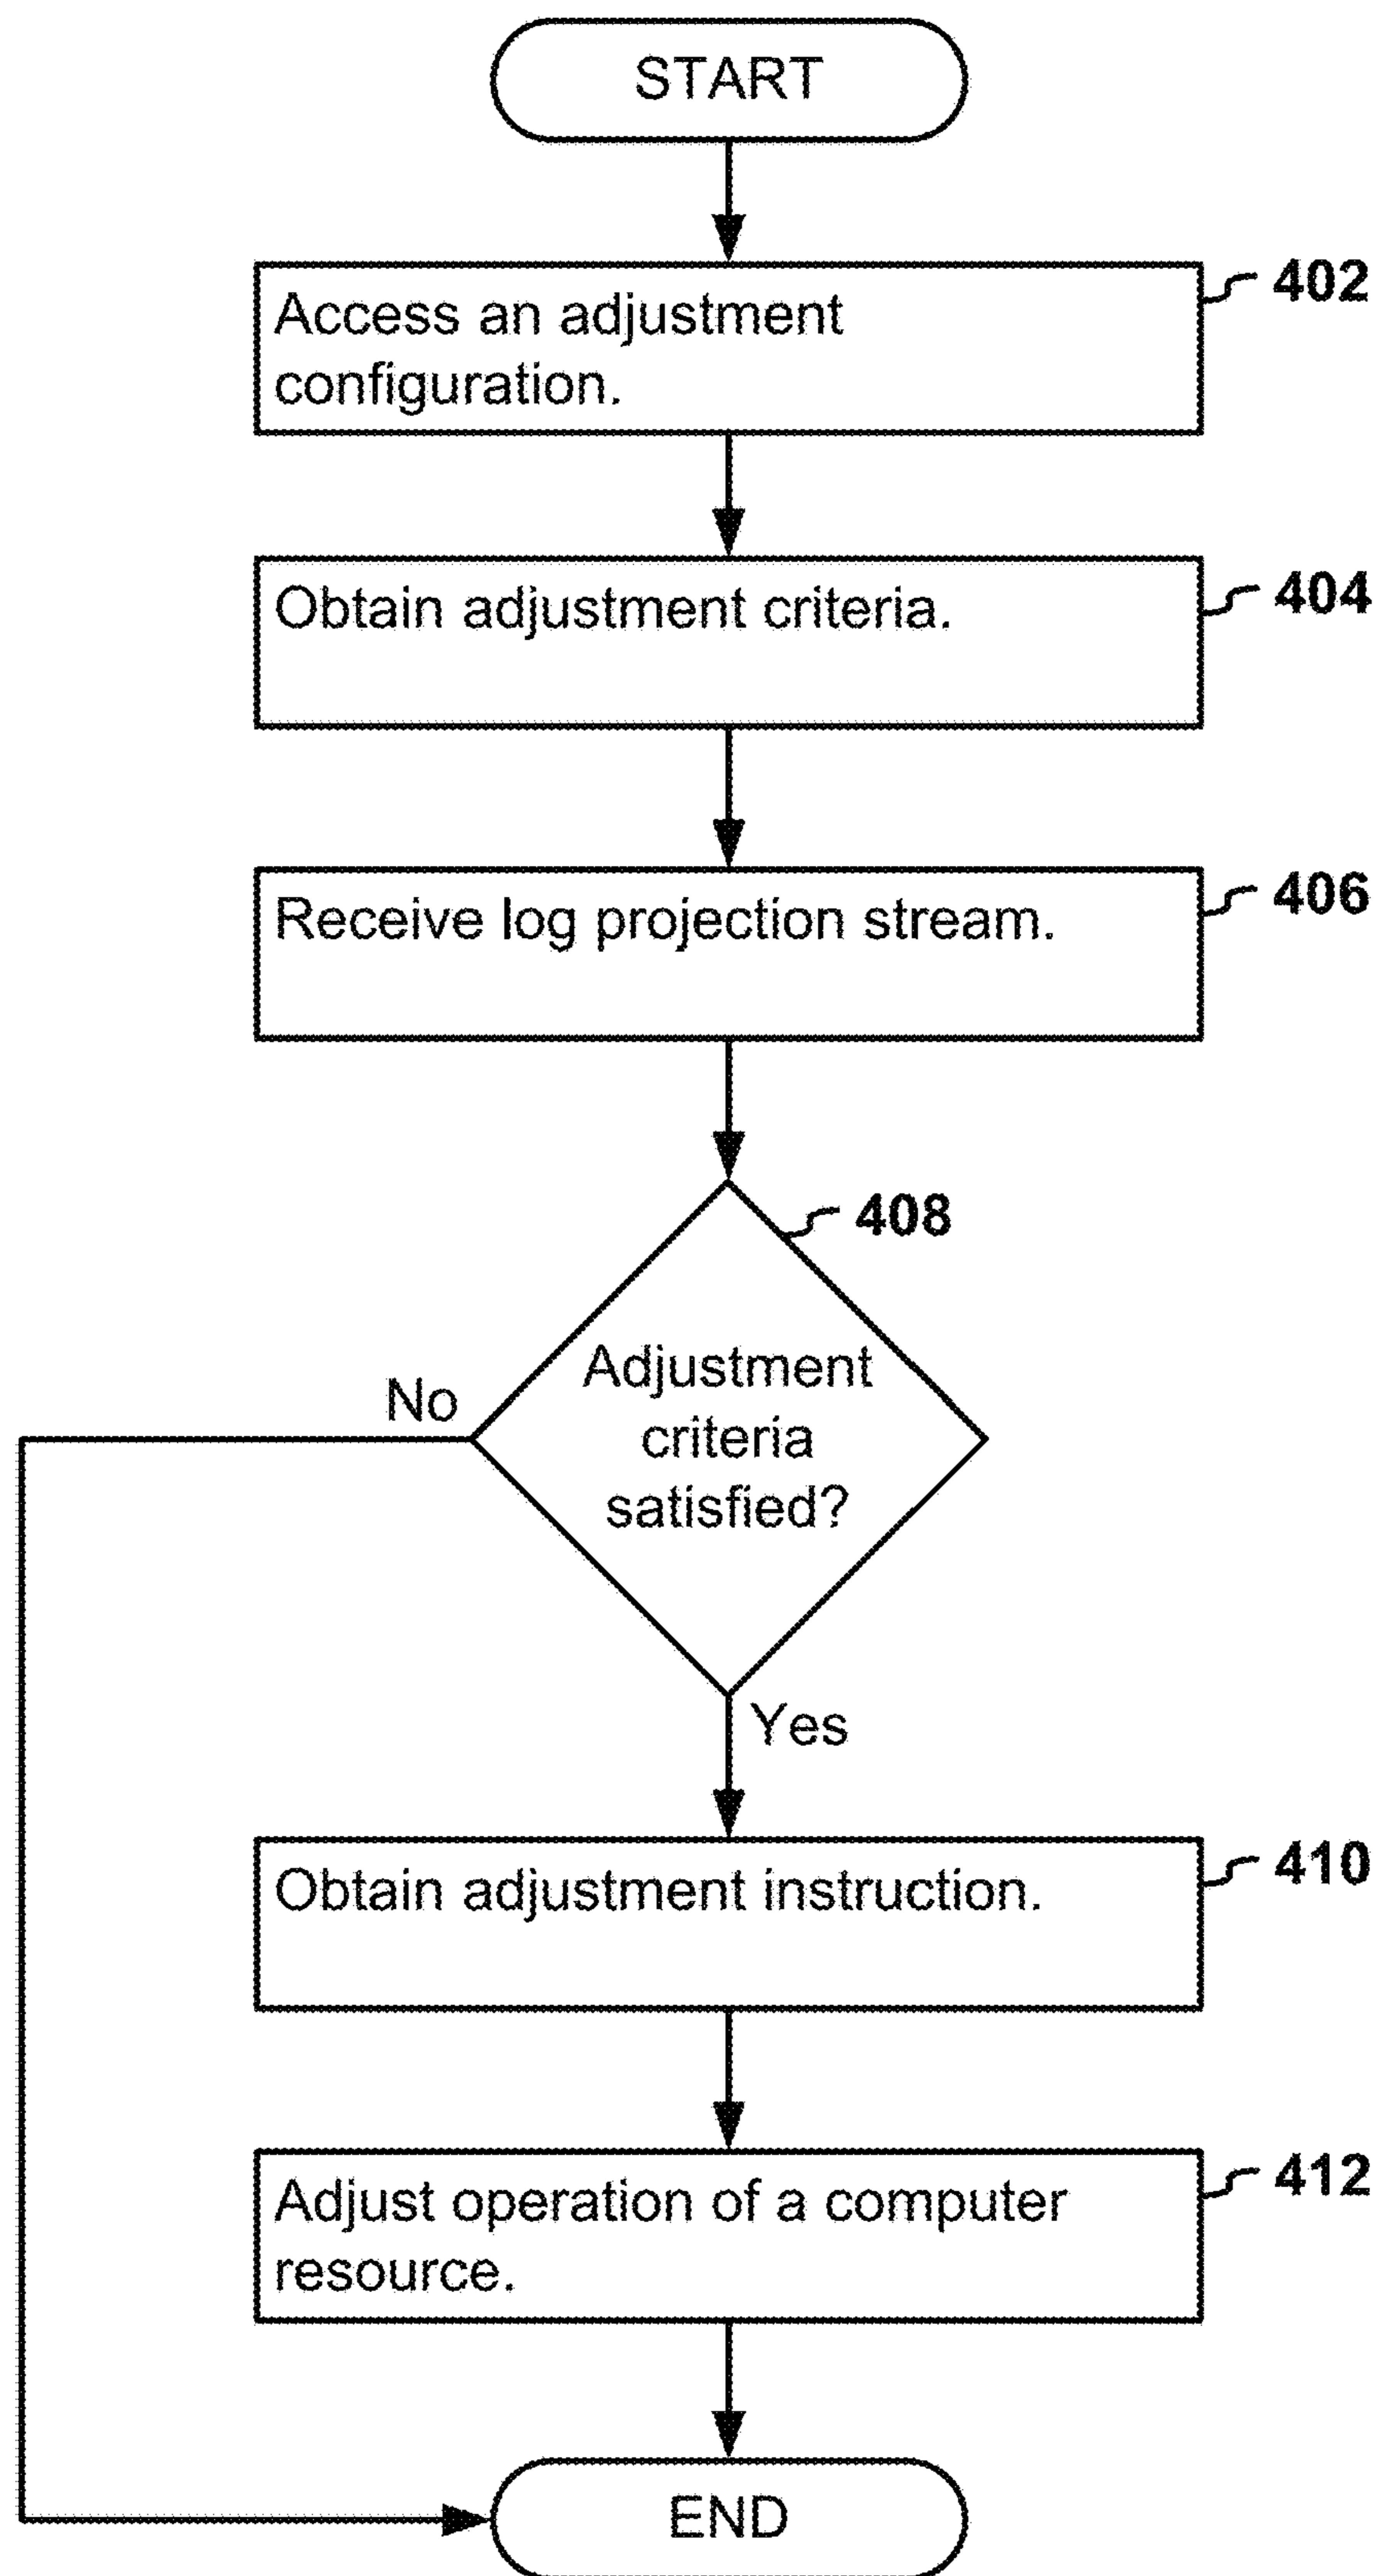 START
402
Access an adjustment
configuration.
404
Obtain adjustment criteria.
406
Receive log projection stream.
408
Adjustment
criteria
satisfied?
No
Yes
410
Obtain adjustment instruction.
412
Adjust operation of a computer
resource.
END